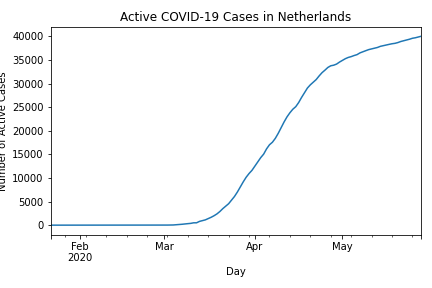 Active COVID-19 Cases in Netherlands
Number of Active Cases
40000
35000
30000
25000
20000
15000
10000
5000
0
Feb
2020
Mar
Apr
May
Day